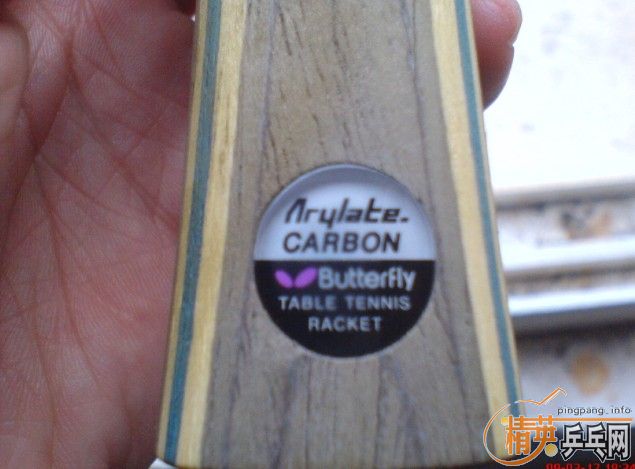 Arylate-
CARBON
Butterfly
TABLE TENNIS
RACKET
pingpang.info
精英乒乓网